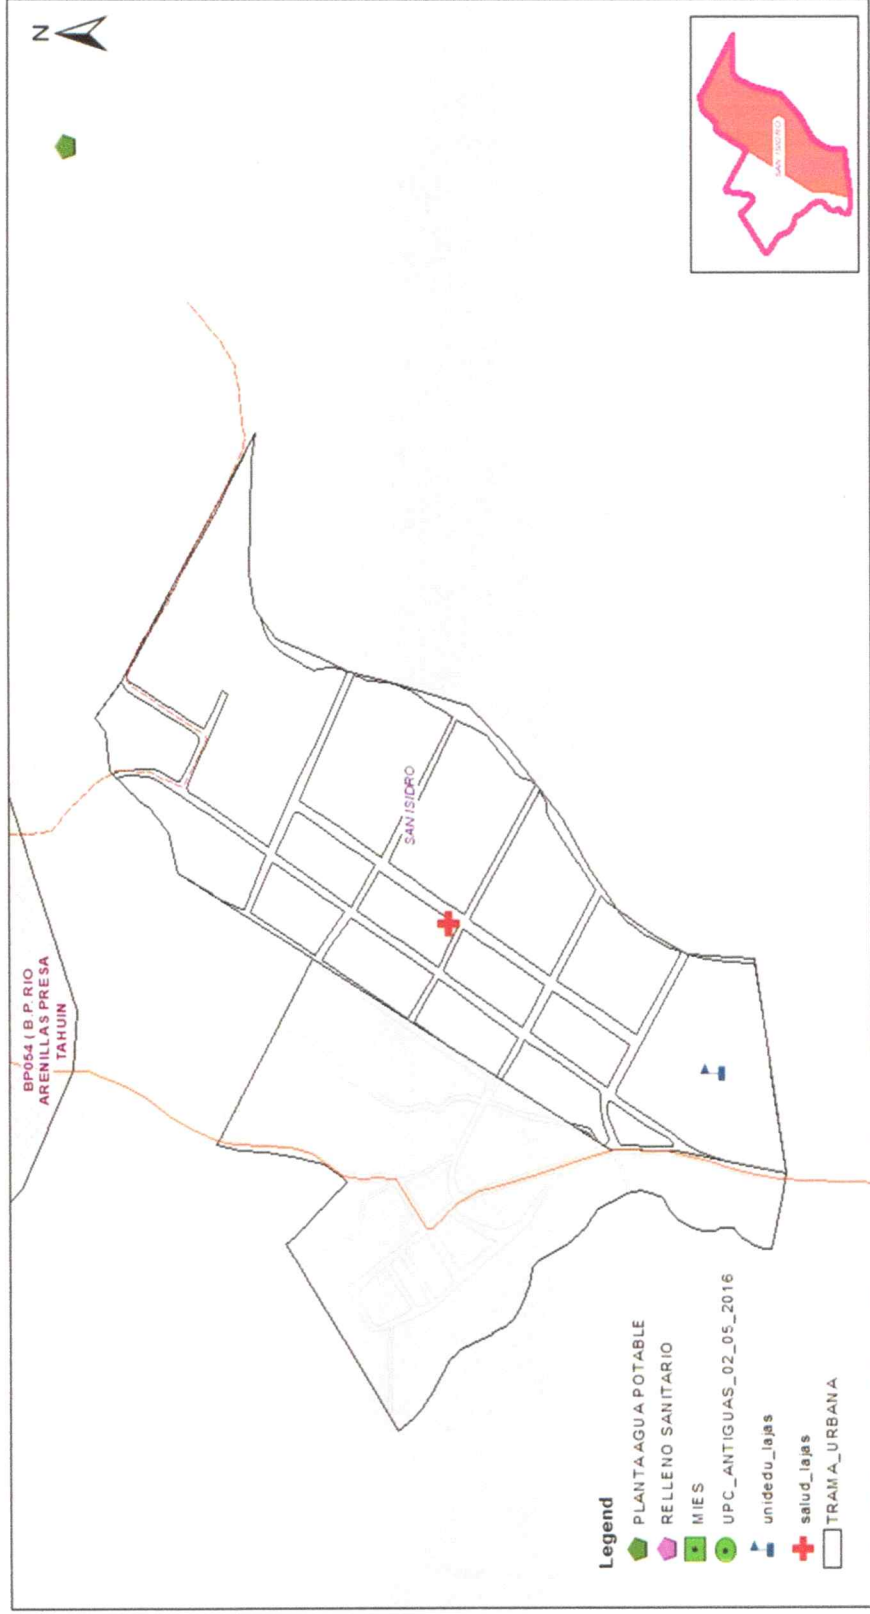 N
BP054 ( B.P. RIO
ARENILLAS PRESA
TAHUIN
SAN ISIDRO
SAN ISIDRO
Legend
PLANTA AGUA POTABLE
RELLENO SANITARIO
MIES
UPC_ANTIGUAS_02_05_2016
unidedu_lajas
salud_lajas
TRAMA_URBANA